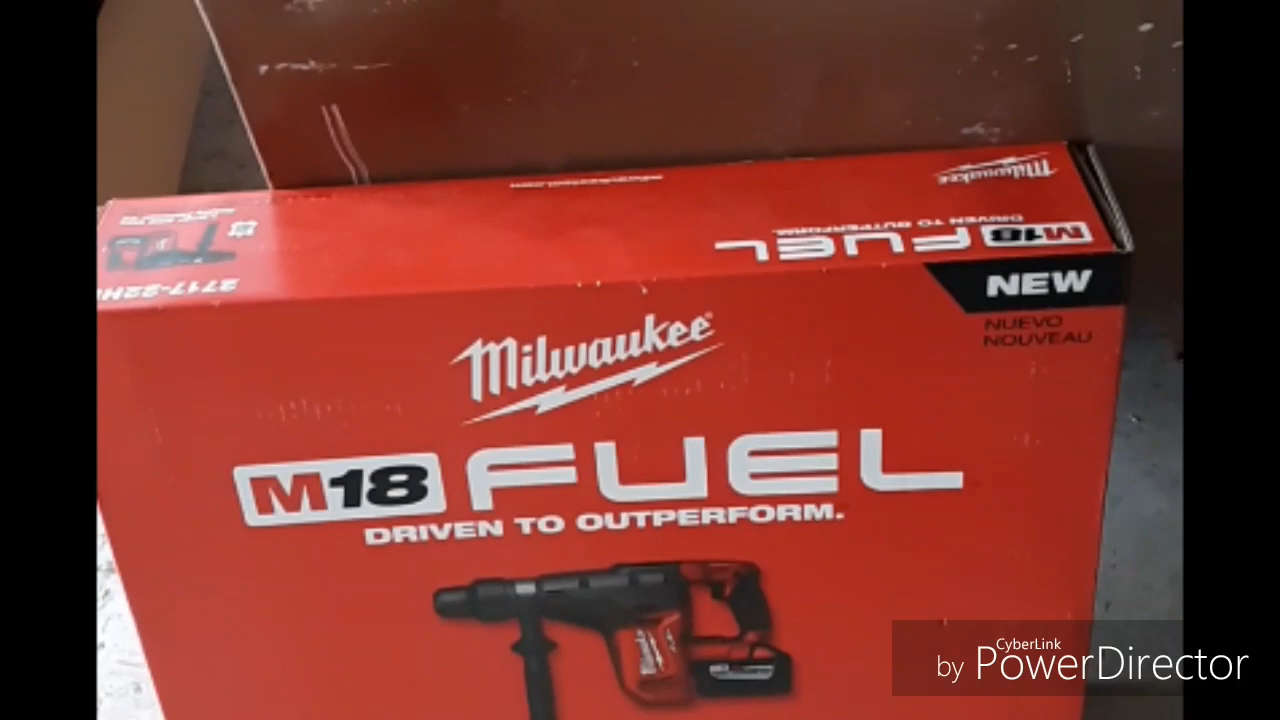 Milwaukee
M18 FUEL
DRIVEN TO OUTPERFORM.
2717-22H
NEW
NUEVO
NOUVEAU
Milwaukee
M18 FUEL
DRIVEN TO OUTPERFORM.
CyberLink
by PowerDirector